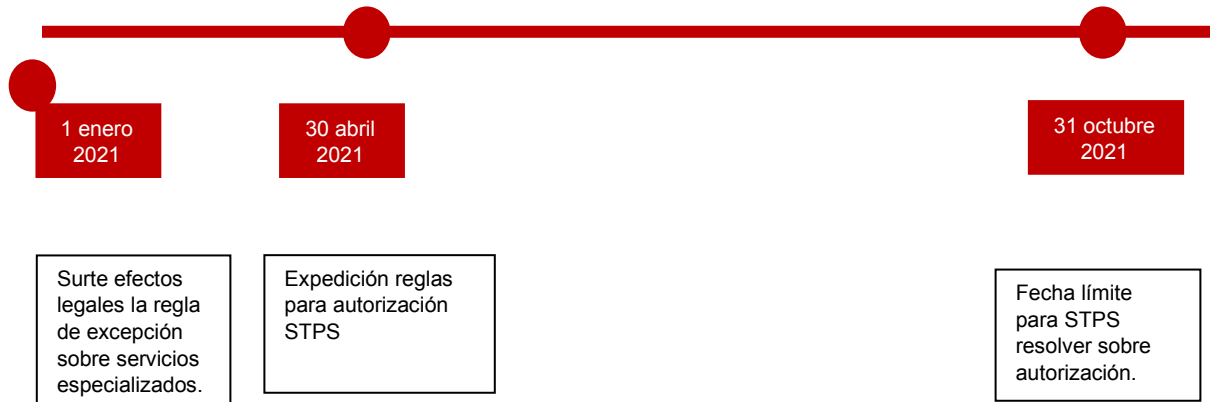 1 enero
2021
30 abril
2021
31 octubre
2021
Surte efectos
legales la regla
de excepción
sobre servicios
especializados.
Expedición reglas
para autorización
STPS
Fecha límite
para STPS
resolver sobre
autorización.